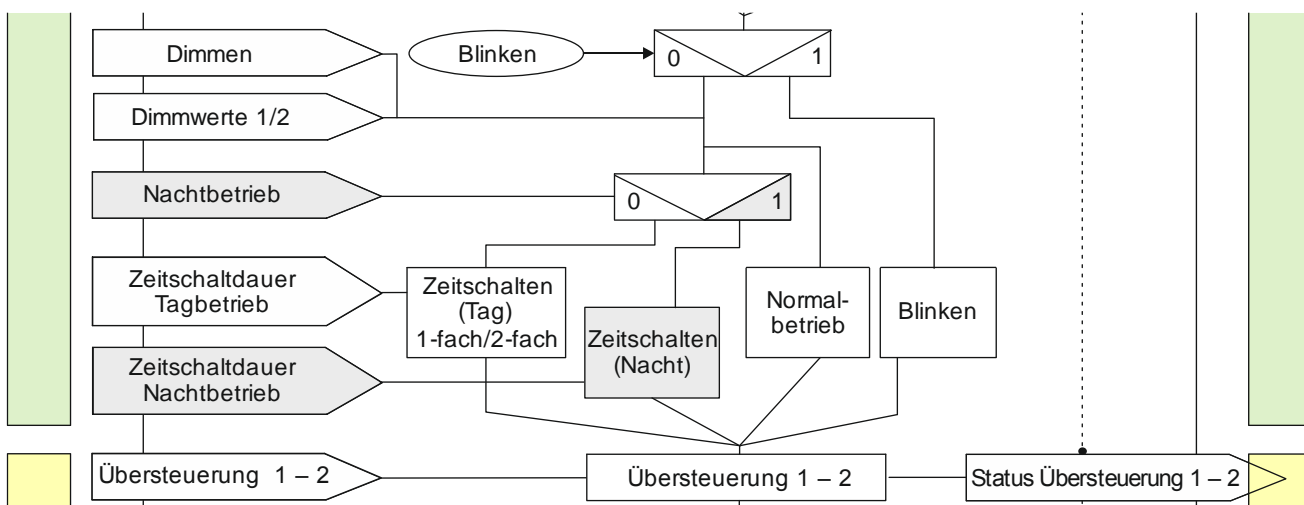 Dimmen
Blinken
0 1
Dimmwerte 1/2
Nachtbetrieb
0 1
Zeitschaltdauer
Tagbetrieb
Zeitschalten
(Tag)
1-fach/2-fach
Normal-
betrieb
Blinken
Zeitschalten
(Nacht)
Zeitschaltdauer
Nachtbetrieb
Übersteuerung 1 – 2
Übersteuerung 1 – 2
Status Übersteuerung 1 – 2